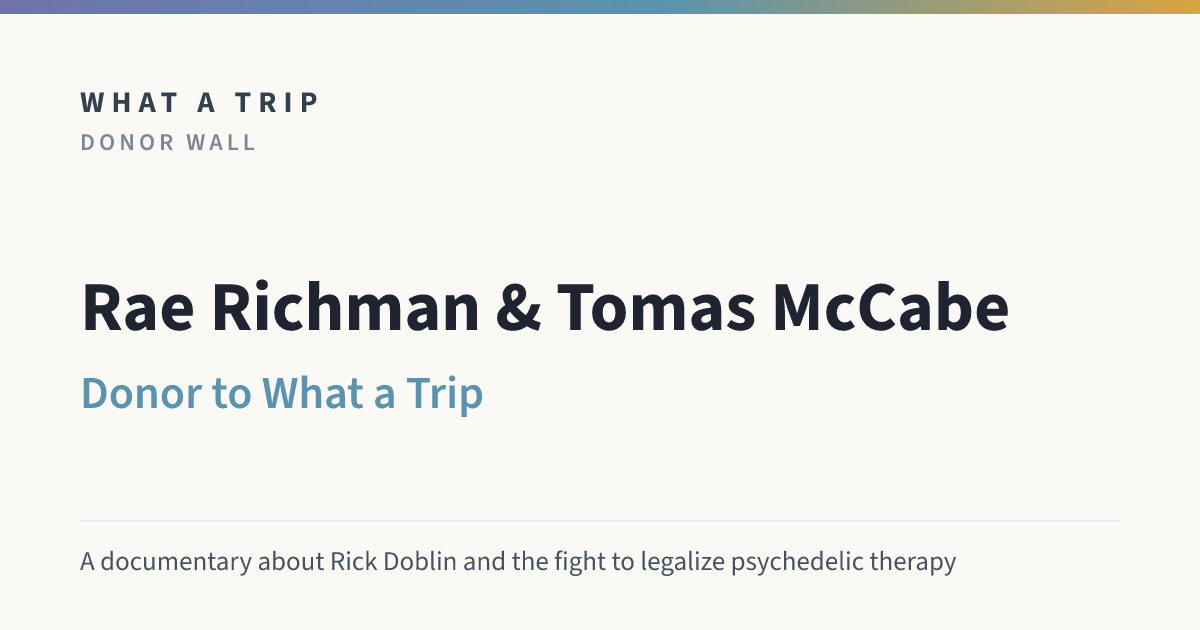 WHAT A TRIP
DONOR WALL
Rae Richman & Tomas McCabe
Donor to What a Trip
A documentary about Rick Doblin and the fight to legalize psychedelic therapy